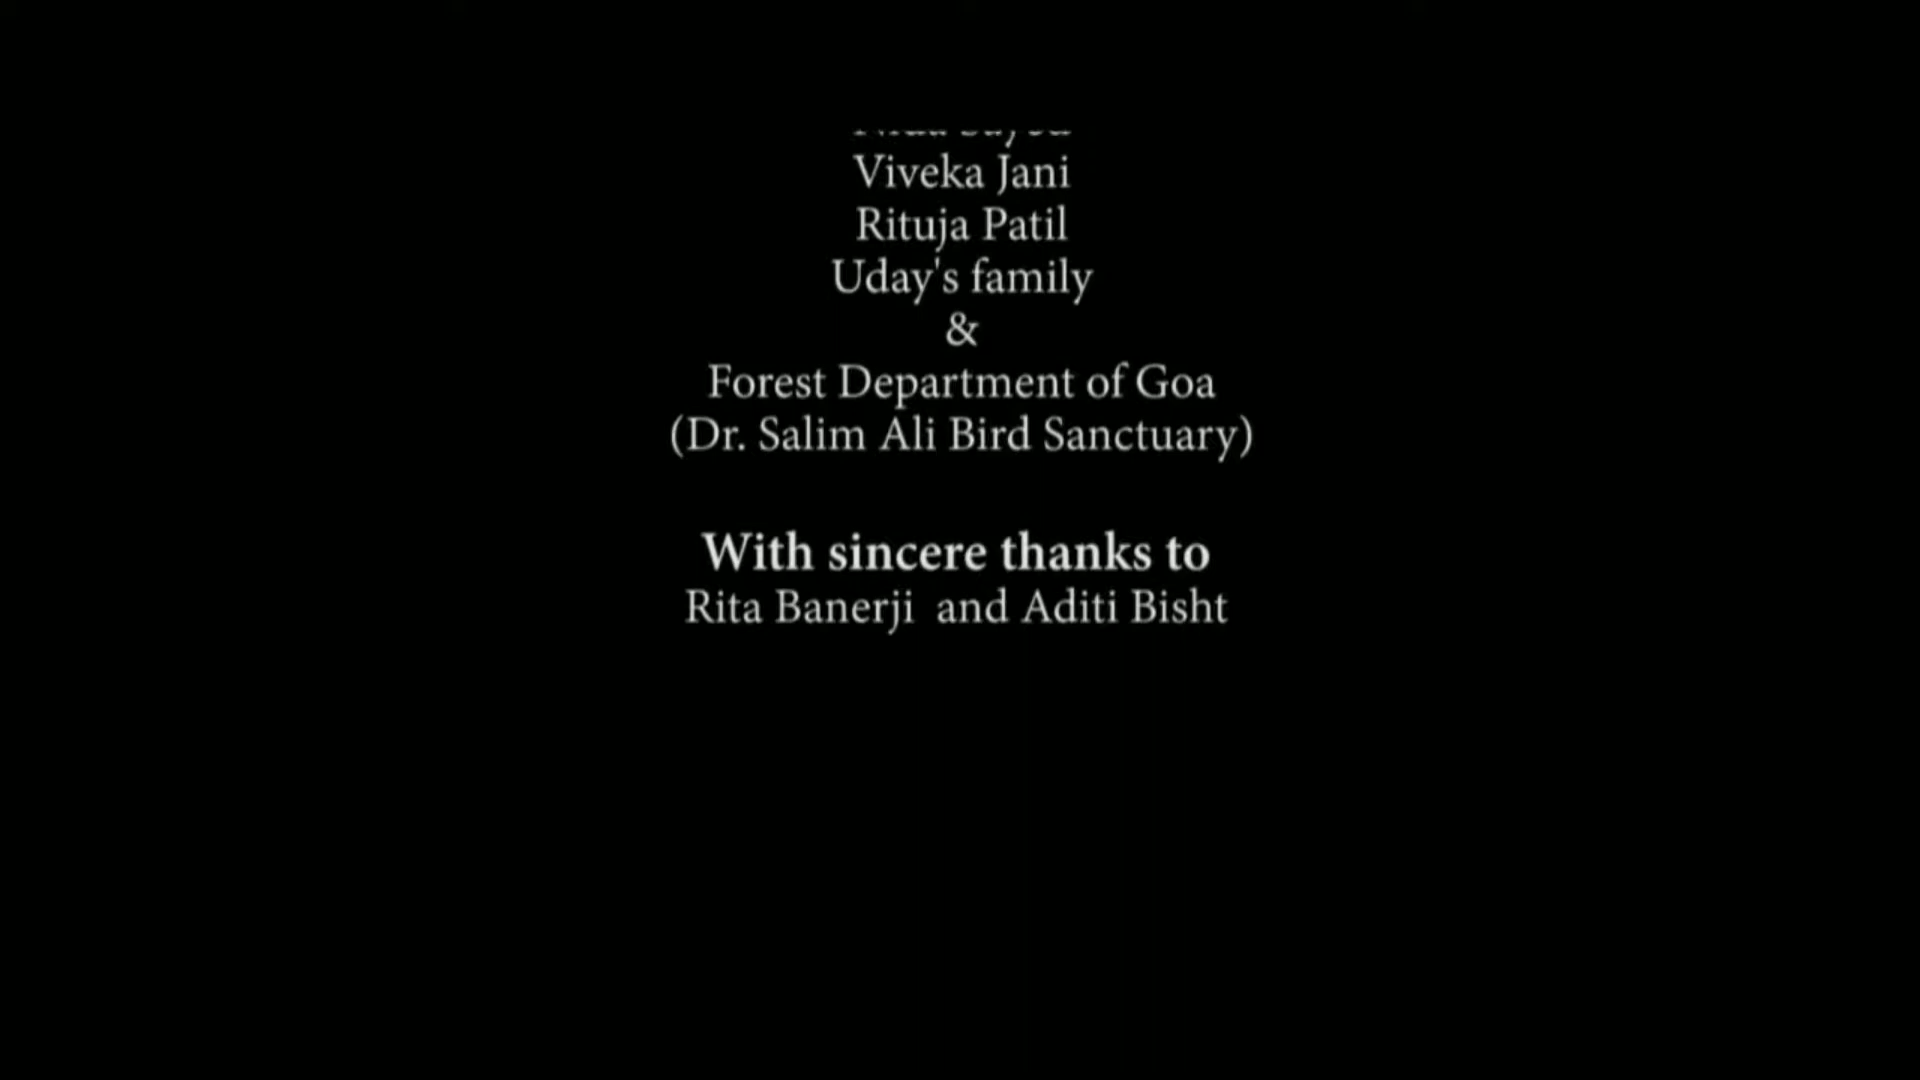 Viveka Jani
Rituja Patil
Uday's family
&
Forest Department of Goa
(Dr. Salim Ali Bird Sanctuary)
With sincere thanks to
Rita Banerji and Aditi Bisht